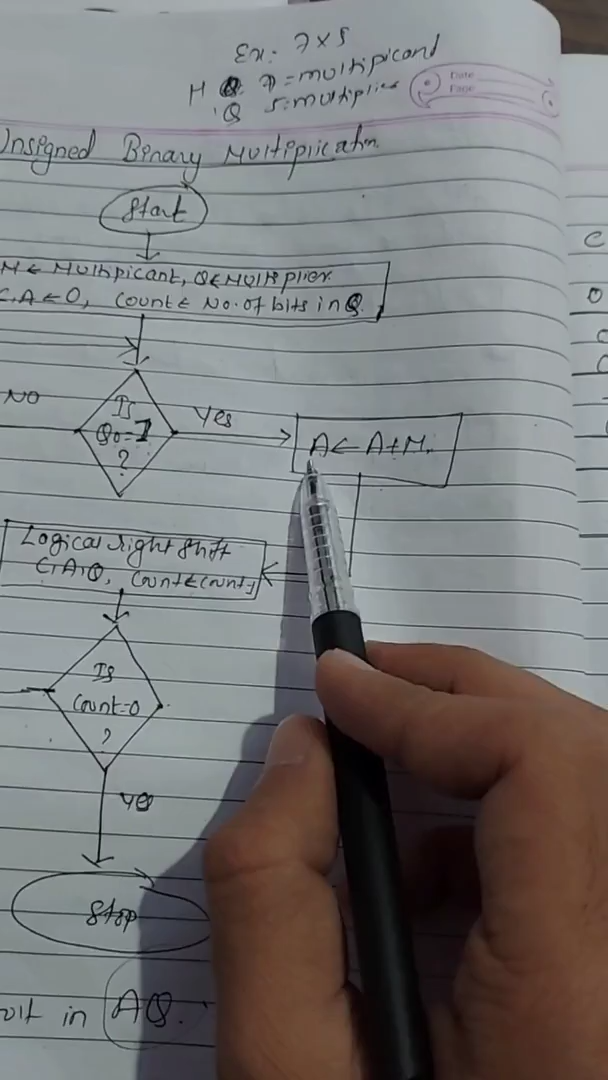 Ex: 7 x 5
M Q 7 = multipicand
Q 5 = multiplier
Date
Page
Unsigned Binary Multiplication
Start
M ← Multipicant, Q ← Multiplier
C, A ← 0, Count ← No. of bits in Q
NO
Is
Q0=1
?
Yes
A ← A+M.
Logical right shift
C, A, Q, Count ← Count-1
Is
Count=0
?
Yes
Stop
in AQ.
C
0